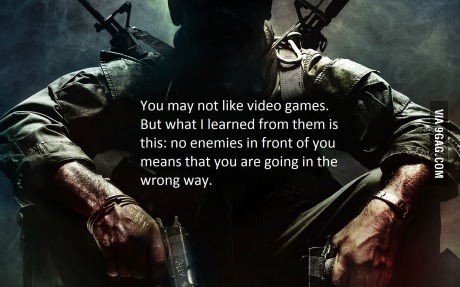 You may not like video games.
But what I learned from them is
this: no enemies in front of you
means that you are going in the
wrong way.
VIA 9GAG.COM